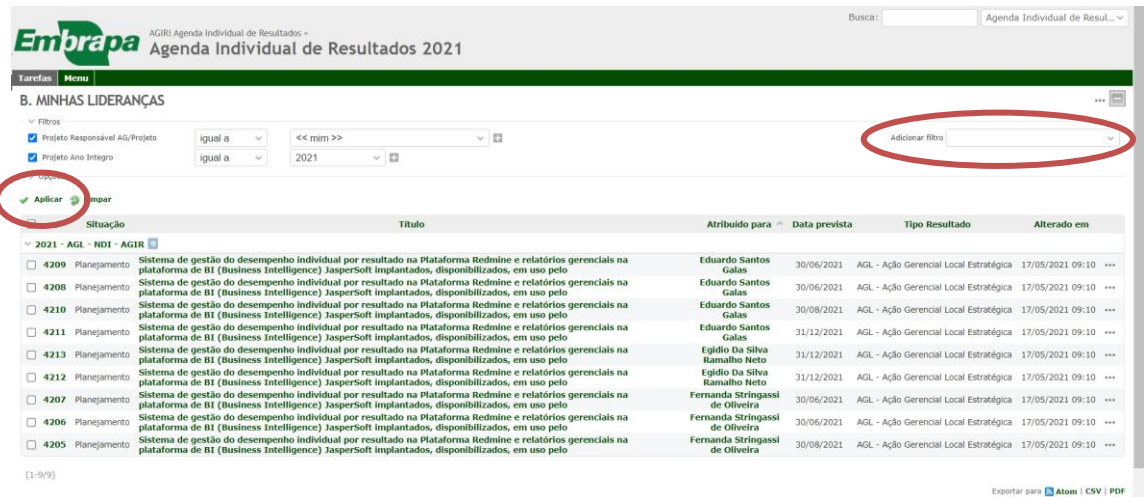 Busca:
Agenda Individual de Resul...
Embrapa
AGIRI Agenda Individual de Resultados »
Agenda Individual de Resultados 2021
Tarefas Menu
B. MINHAS LIDERANÇAS
Filtros
Projeto Responsável AG/Projeto igual a << mim >>
Adicionar filtro
Projeto Ano Integro igual a 2021
Aplicar
Situação Título Atribuído para Data prevista Tipo Resultado Alterado em
2021 - AGL - NDI - AGIR 9
4209 Planejamento Sistema de gestão do desempenho individual por resultado na Plataforma Redmine e relatórios gerenciais na Eduardo Santos 30/06/2021 AGL - Ação Gerencial Local Estratégica 17/05/2021 09:10
plataforma de BI (Business Intelligence) JasperSoft implantados, disponibilizados, em uso pelo Galas
4208 Planejamento Sistema de gestão do desempenho individual por resultado na Plataforma Redmine e relatórios gerenciais na Eduardo Santos 30/06/2021 AGL - Ação Gerencial Local Estratégica 17/05/2021 09:10
plataforma de BI (Business Intelligence) JasperSoft implantados, disponibilizados, em uso pelo Galas
4210 Planejamento Sistema de gestão do desempenho individual por resultado na Plataforma Redmine e relatórios gerenciais na Eduardo Santos 30/08/2021 AGL - Ação Gerencial Local Estratégica 17/05/2021 09:10
plataforma de BI (Business Intelligence) JasperSoft implantados, disponibilizados, em uso pelo Galas
4211 Planejamento Sistema de gestão do desempenho individual por resultado na Plataforma Redmine e relatórios gerenciais na Eduardo Santos 31/12/2021 AGL - Ação Gerencial Local Estratégica 17/05/2021 09:10
plataforma de BI (Business Intelligence) JasperSoft implantados, disponibilizados, em uso pelo Galas
4213 Planejamento Sistema de gestão do desempenho individual por resultado na Plataforma Redmine e relatórios gerenciais na Egidio Da Silva 31/12/2021 AGL - Ação Gerencial Local Estratégica 17/05/2021 09:10
plataforma de BI (Business Intelligence) JasperSoft implantados, disponibilizados, em uso pelo Ramalho Neto
4212 Planejamento Sistema de gestão do desempenho individual por resultado na Plataforma Redmine e relatórios gerenciais na Egidio Da Silva 31/12/2021 AGL - Ação Gerencial Local Estratégica 17/05/2021 09:10
plataforma de BI (Business Intelligence) JasperSoft implantados, disponibilizados, em uso pelo Ramalho Neto
4207 Planejamento Sistema de gestão do desempenho individual por resultado na Plataforma Redmine e relatórios gerenciais na Fernanda Stringassi 30/06/2021 AGL - Ação Gerencial Local Estratégica 17/05/2021 09:10
plataforma de BI (Business Intelligence) JasperSoft implantados, disponibilizados, em uso pelo de Oliveira
4206 Planejamento Sistema de gestão do desempenho individual por resultado na Plataforma Redmine e relatórios gerenciais na Fernanda Stringassi 30/06/2021 AGL - Ação Gerencial Local Estratégica 17/05/2021 09:10
plataforma de BI (Business Intelligence) JasperSoft implantados, disponibilizados, em uso pelo de Oliveira
4205 Planejamento Sistema de gestão do desempenho individual por resultado na Plataforma Redmine e relatórios gerenciais na Fernanda Stringassi 30/08/2021 AGL - Ação Gerencial Local Estratégica 17/05/2021 09:10
plataforma de BI (Business Intelligence) JasperSoft implantados, disponibilizados, em uso pelo de Oliveira
(1-9/9)
Exportar para Atom | CSV | PDF